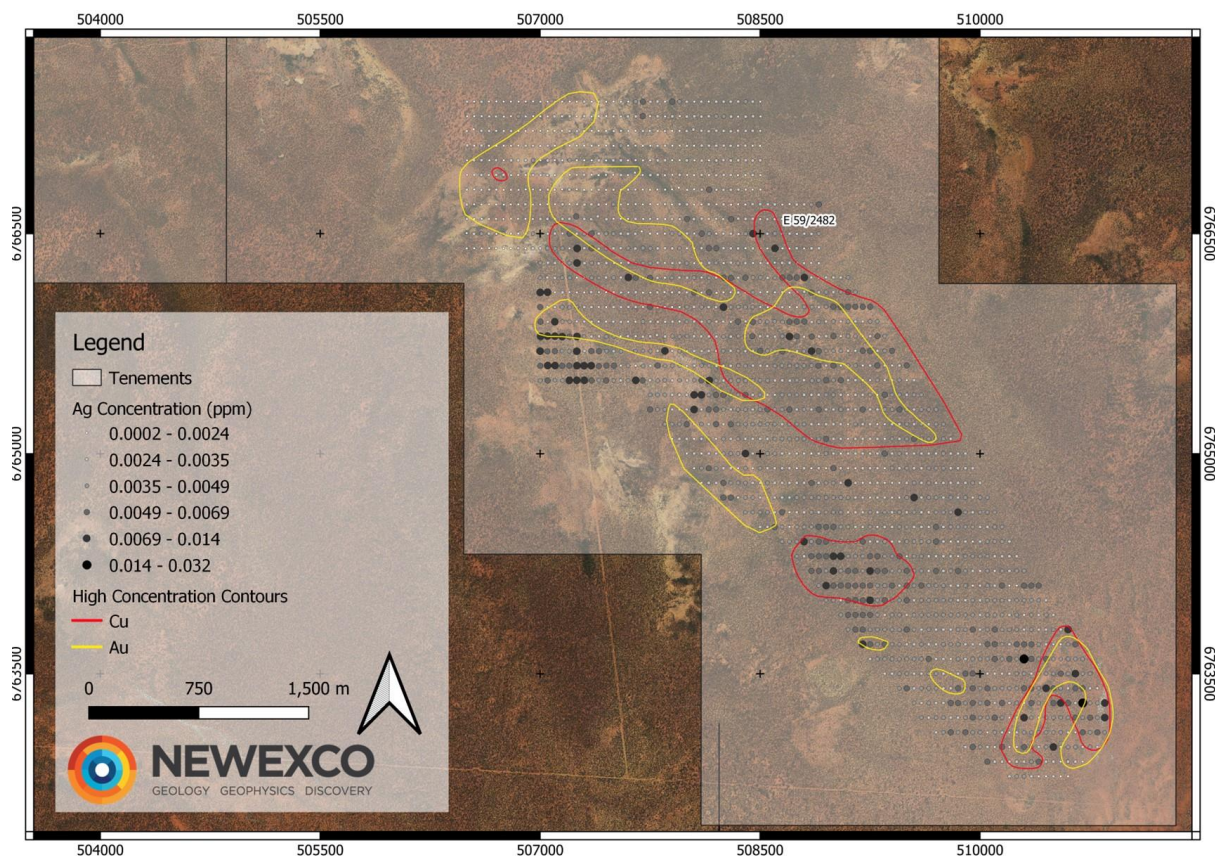 504000 505500 507000 508500 510000
6766500 6766500
E 59/2482
Legend
Tenements
Ag Concentration (ppm)
0.0002 - 0.0024
0.0024 - 0.0035
0.0035 - 0.0049
0.0049 - 0.0069
0.0069 - 0.014
0.014 - 0.032
High Concentration Contours
Cu
Au
6765000 6765000
0 750 1,500 m
6763500 6763500
NEWEXCO
GEOLOGY GEOPHYSICS DISCOVERY
504000 505500 507000 508500 510000